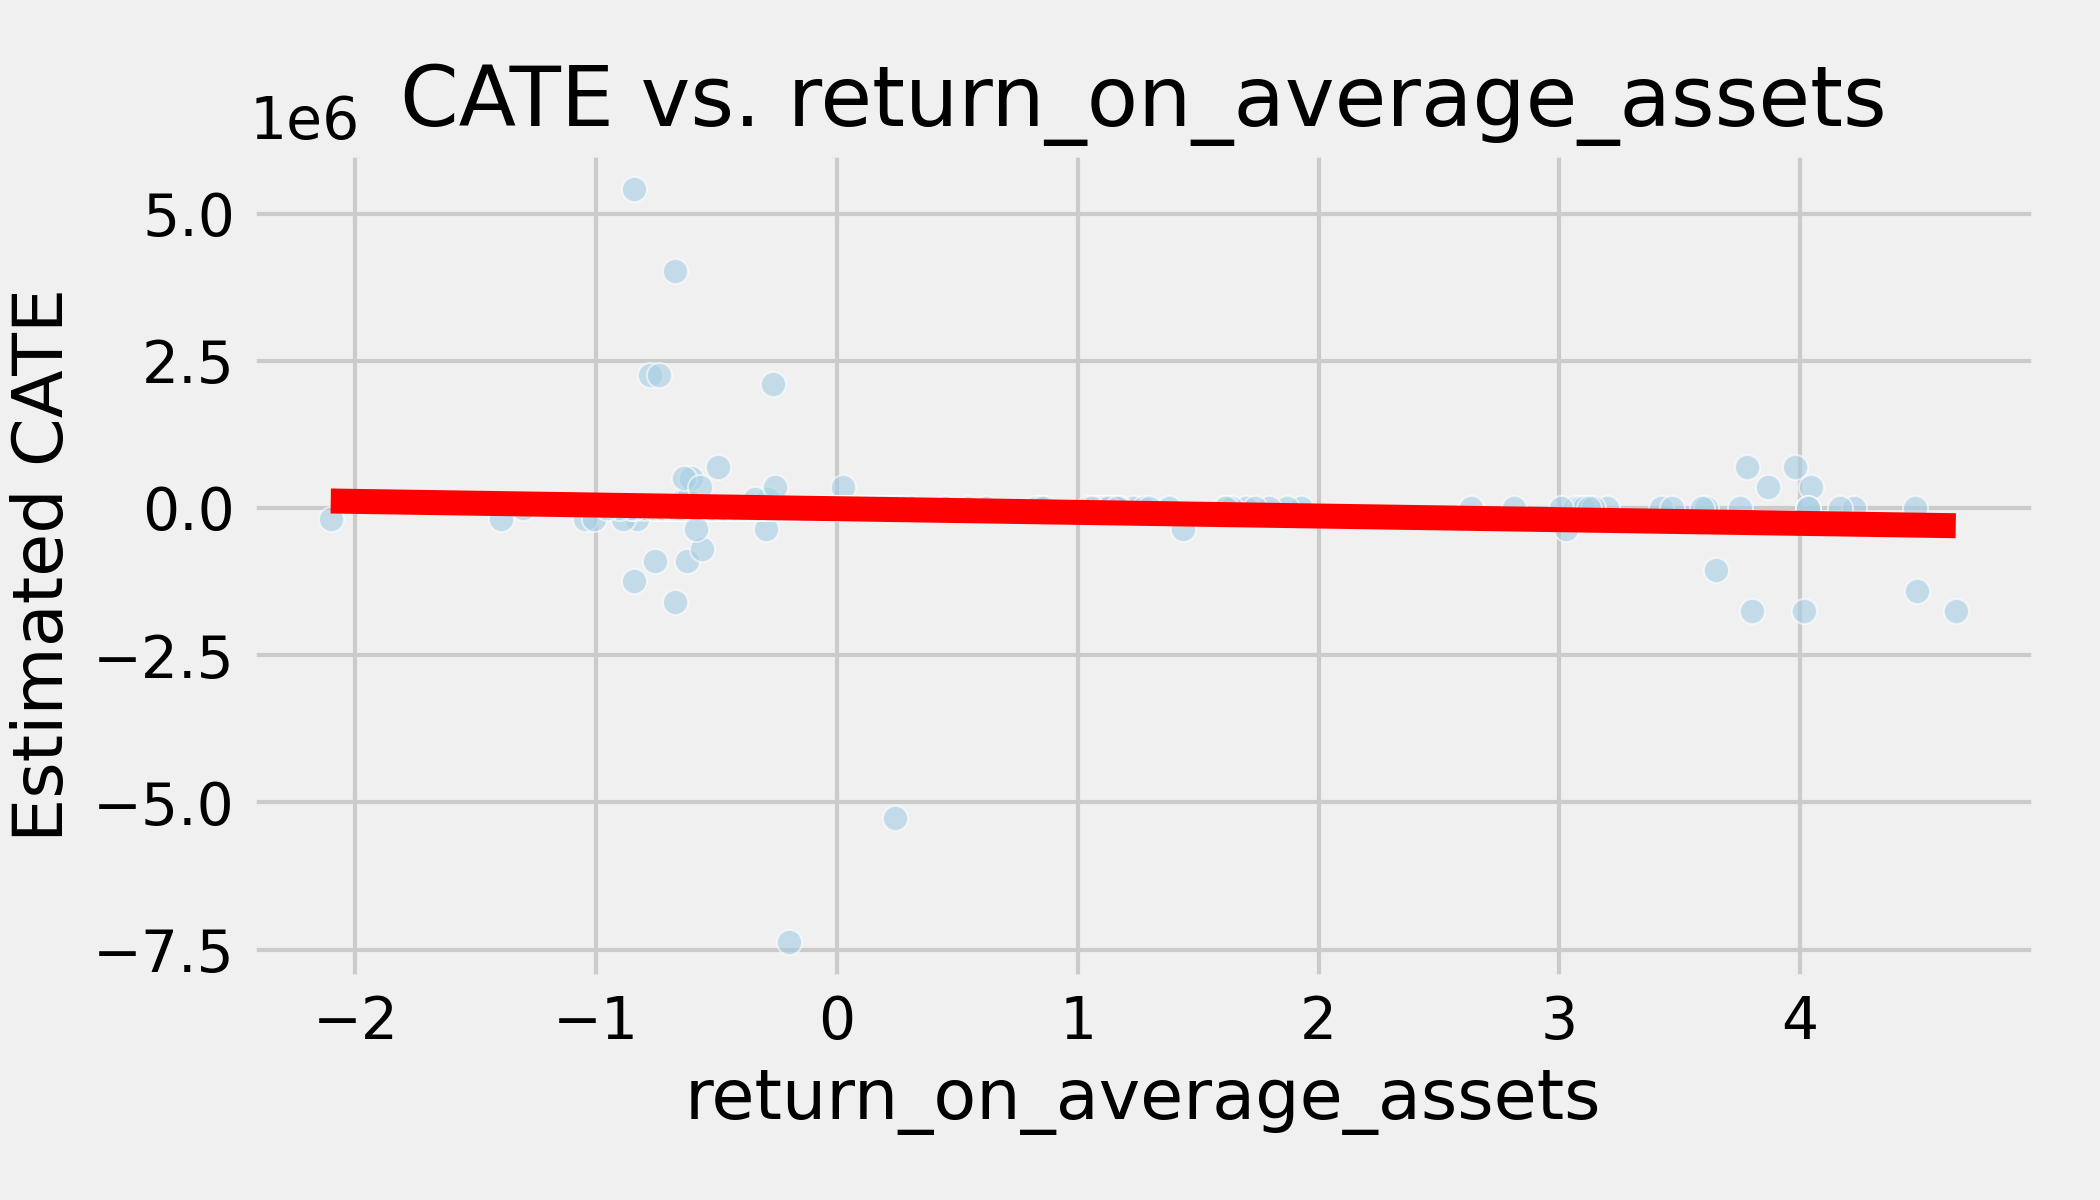 CATE vs. return_on_average_assets
1e6
5.0
2.5
0.0
−2.5
−5.0
−7.5
Estimated CATE
−2 −1 0 1 2 3 4
return_on_average_assets